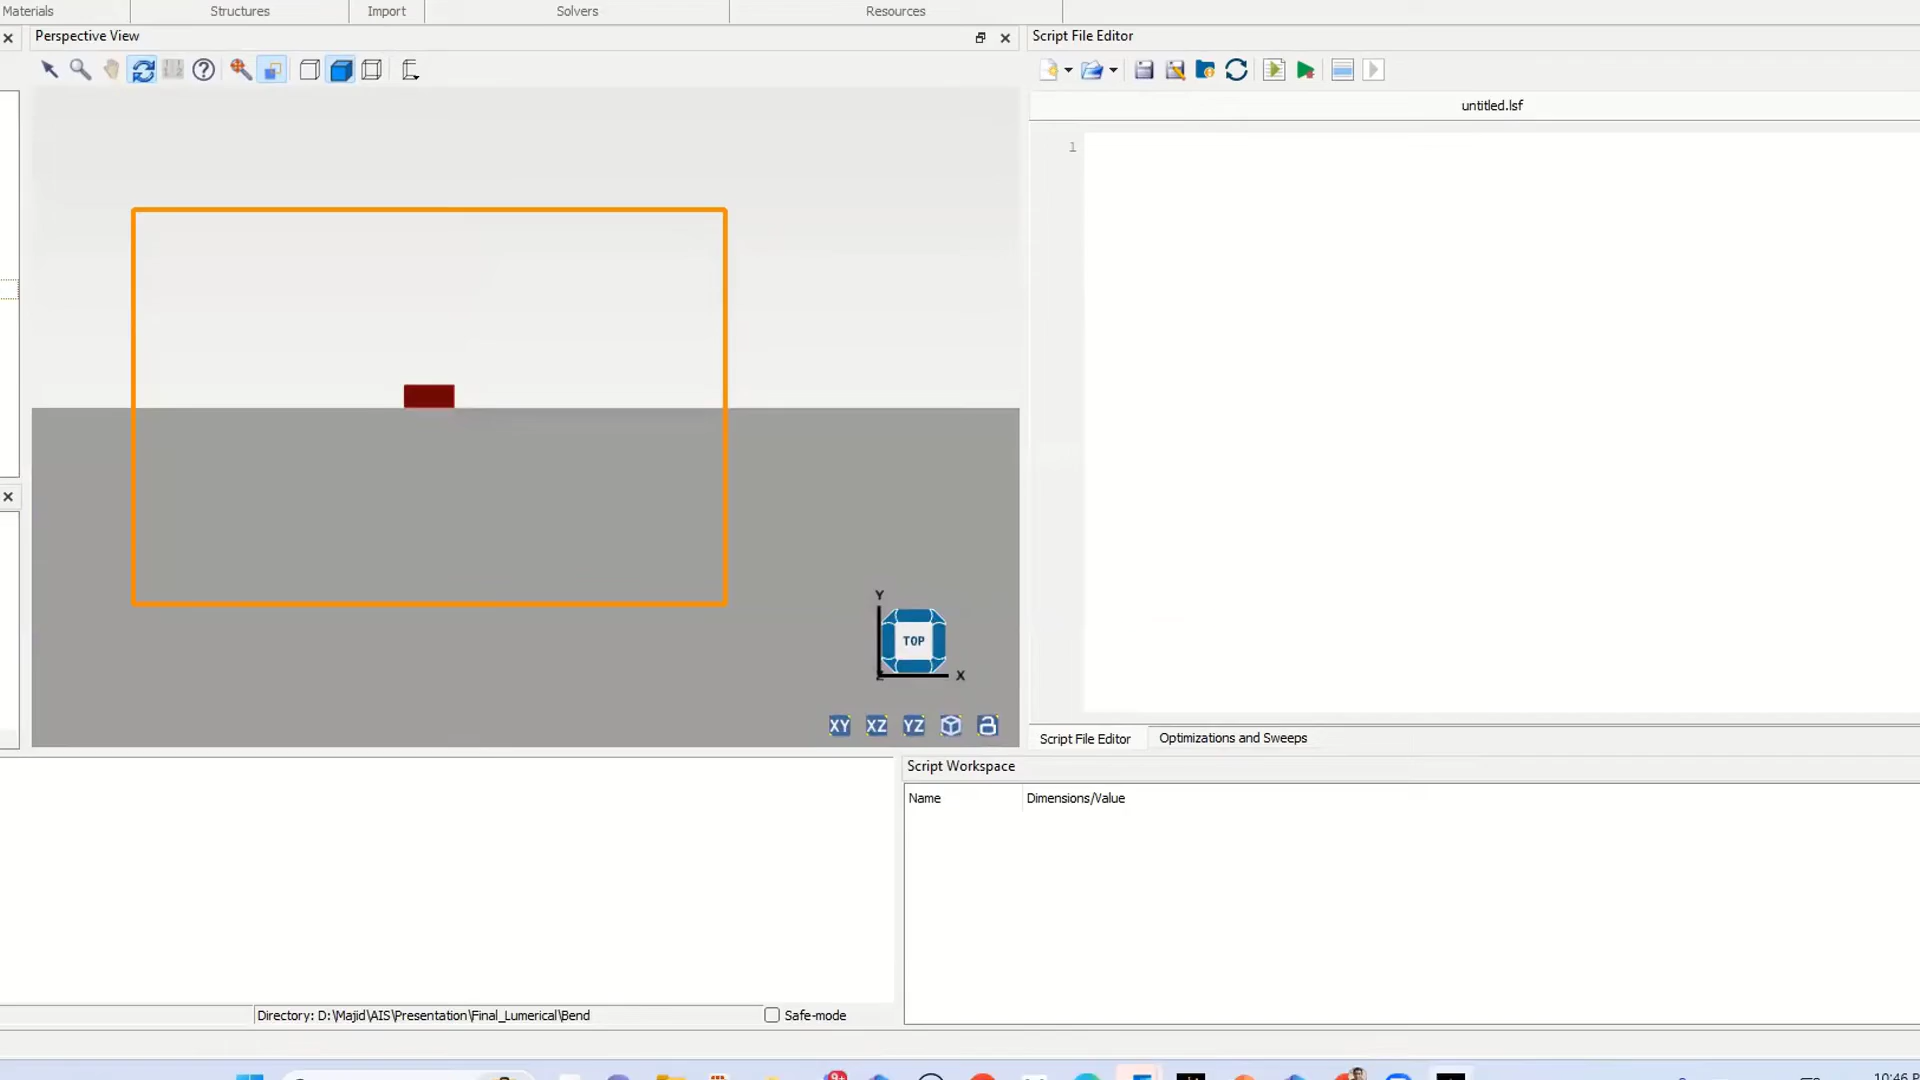 Materials
Structures
Import
Solvers
Resources
Perspective View
Script File Editor
untitled.lsf
1
Y
TOP
Z
X
XY
XZ
YZ
Script File Editor
Optimizations and Sweeps
Script Workspace
Name
Dimensions/Value
Directory: D:\Majid\AIS\Presentation\Final_Lumerical\Bend
Safe-mode